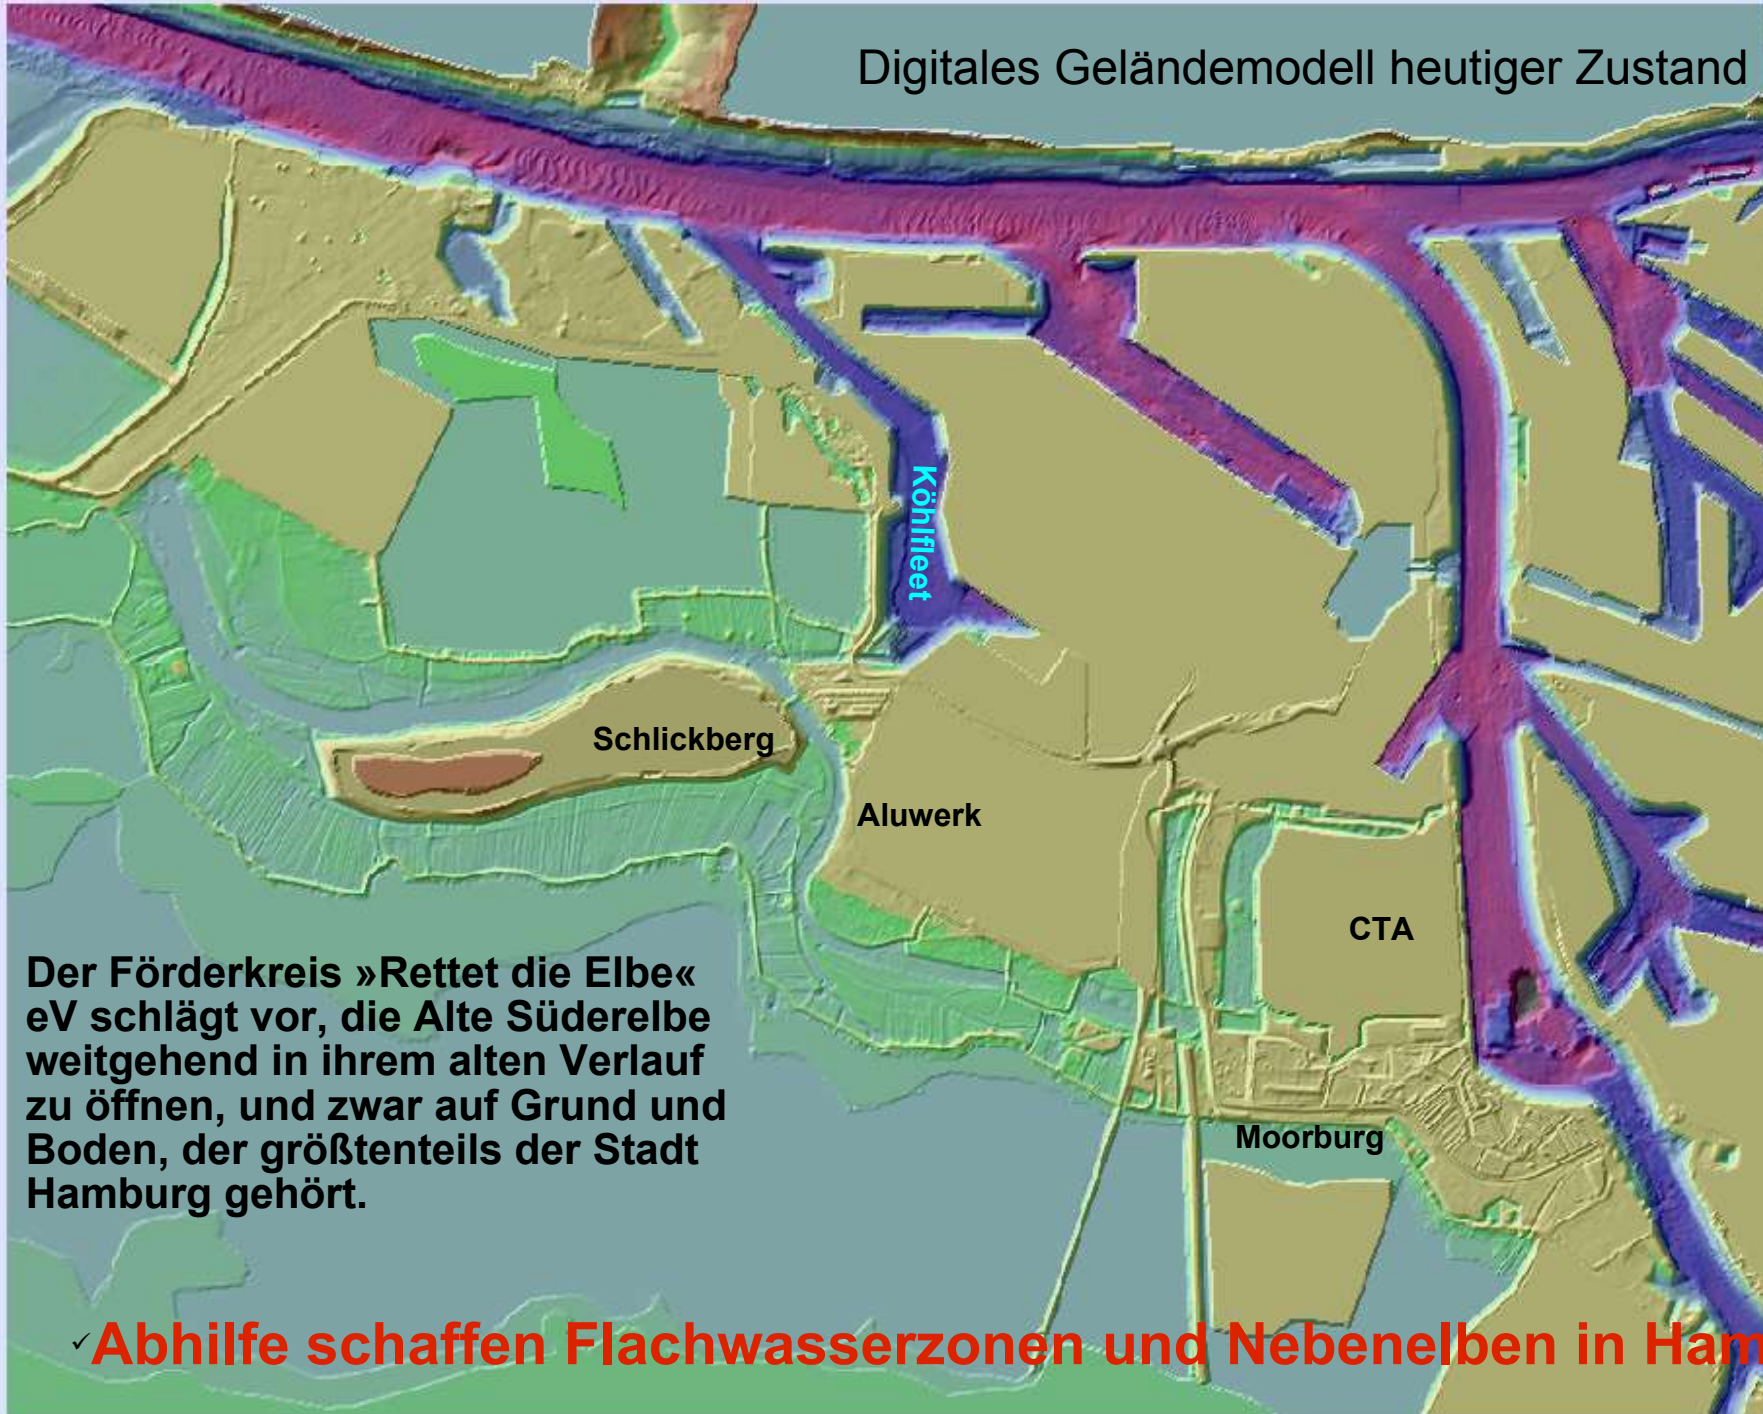 Digitales Geländemodell heutiger Zustand
Köhlfleet
Schlickberg
Aluwerk
CTA
Der Förderkreis »Rettet die Elbe«
eV schlägt vor, die Alte Süderelbe
weitgehend in ihrem alten Verlauf
zu öffnen, und zwar auf Grund und
Boden, der größtenteils der Stadt
Hamburg gehört.
Moorburg
✓Abhilfe schaffen Flachwasserzonen und Nebenelben in Ham